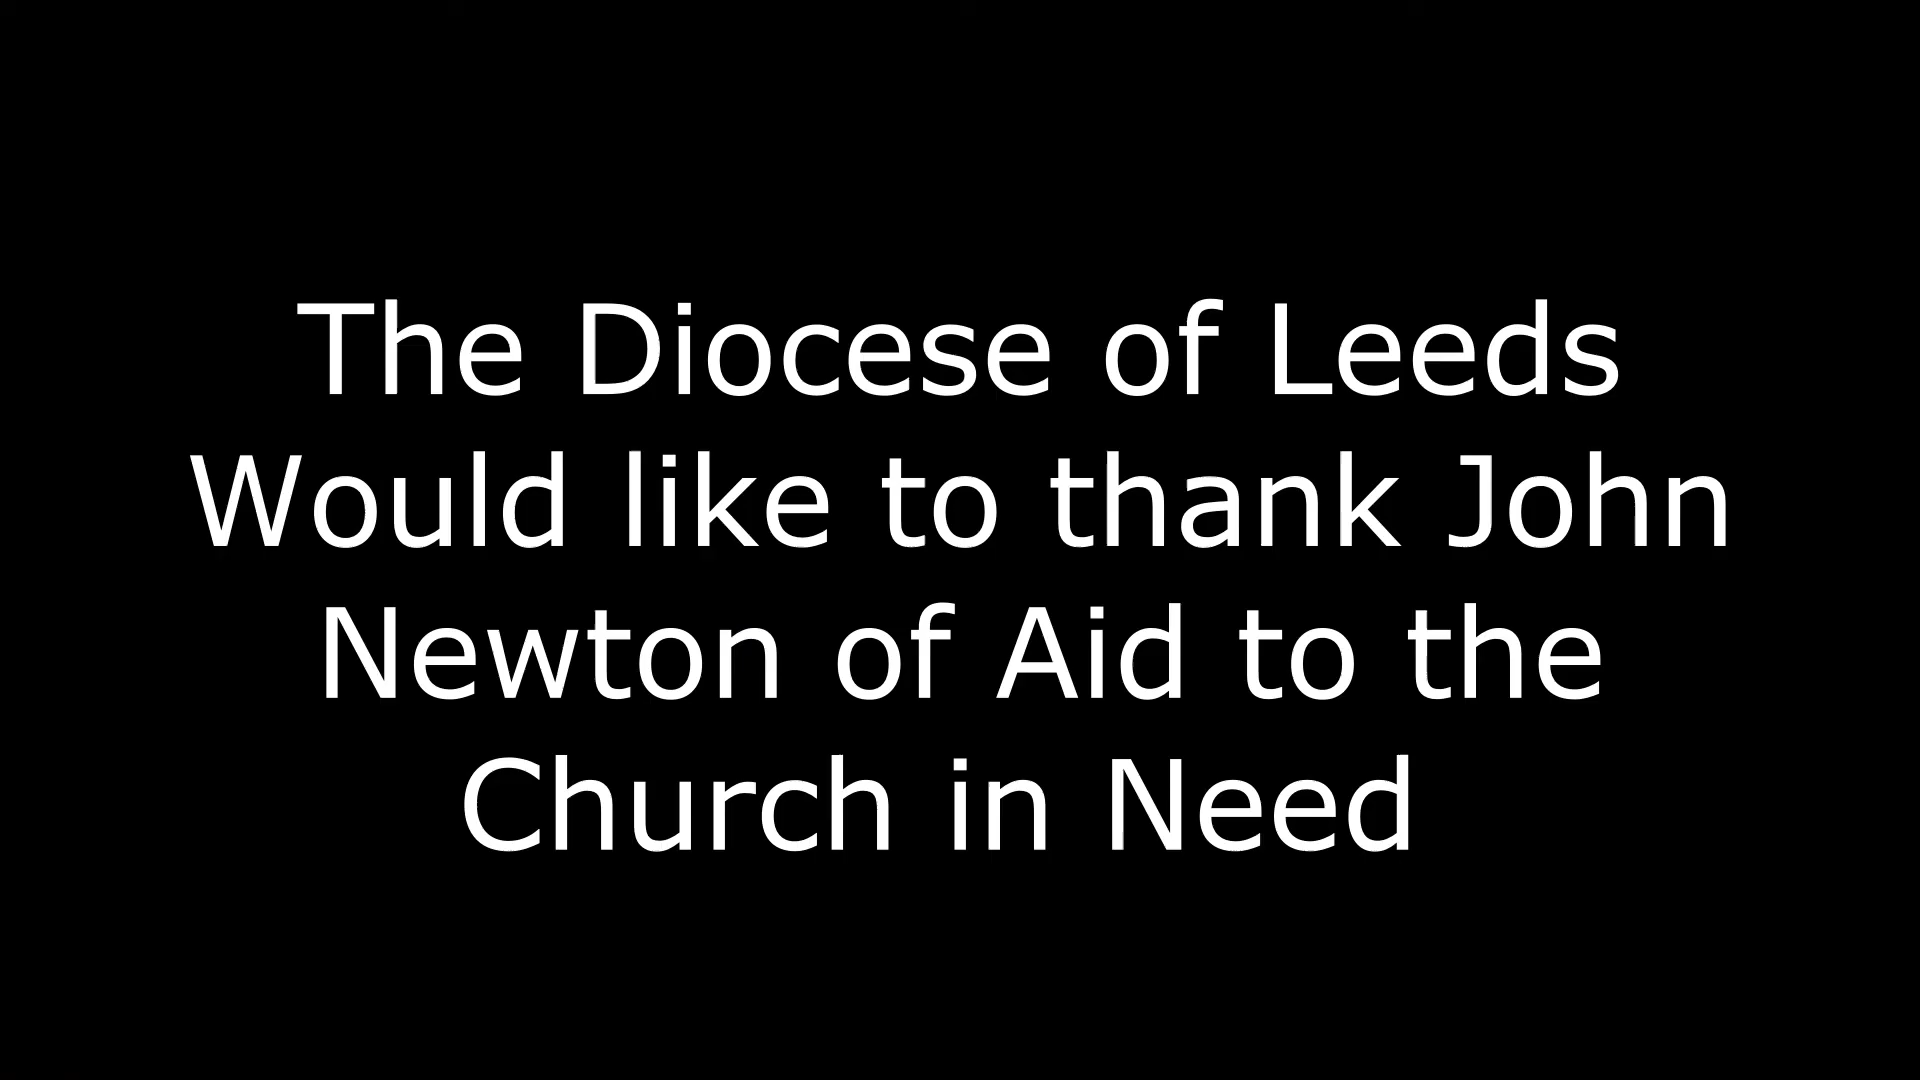 The Diocese of Leeds
Would like to thank John
Newton of Aid to the
Church in Need